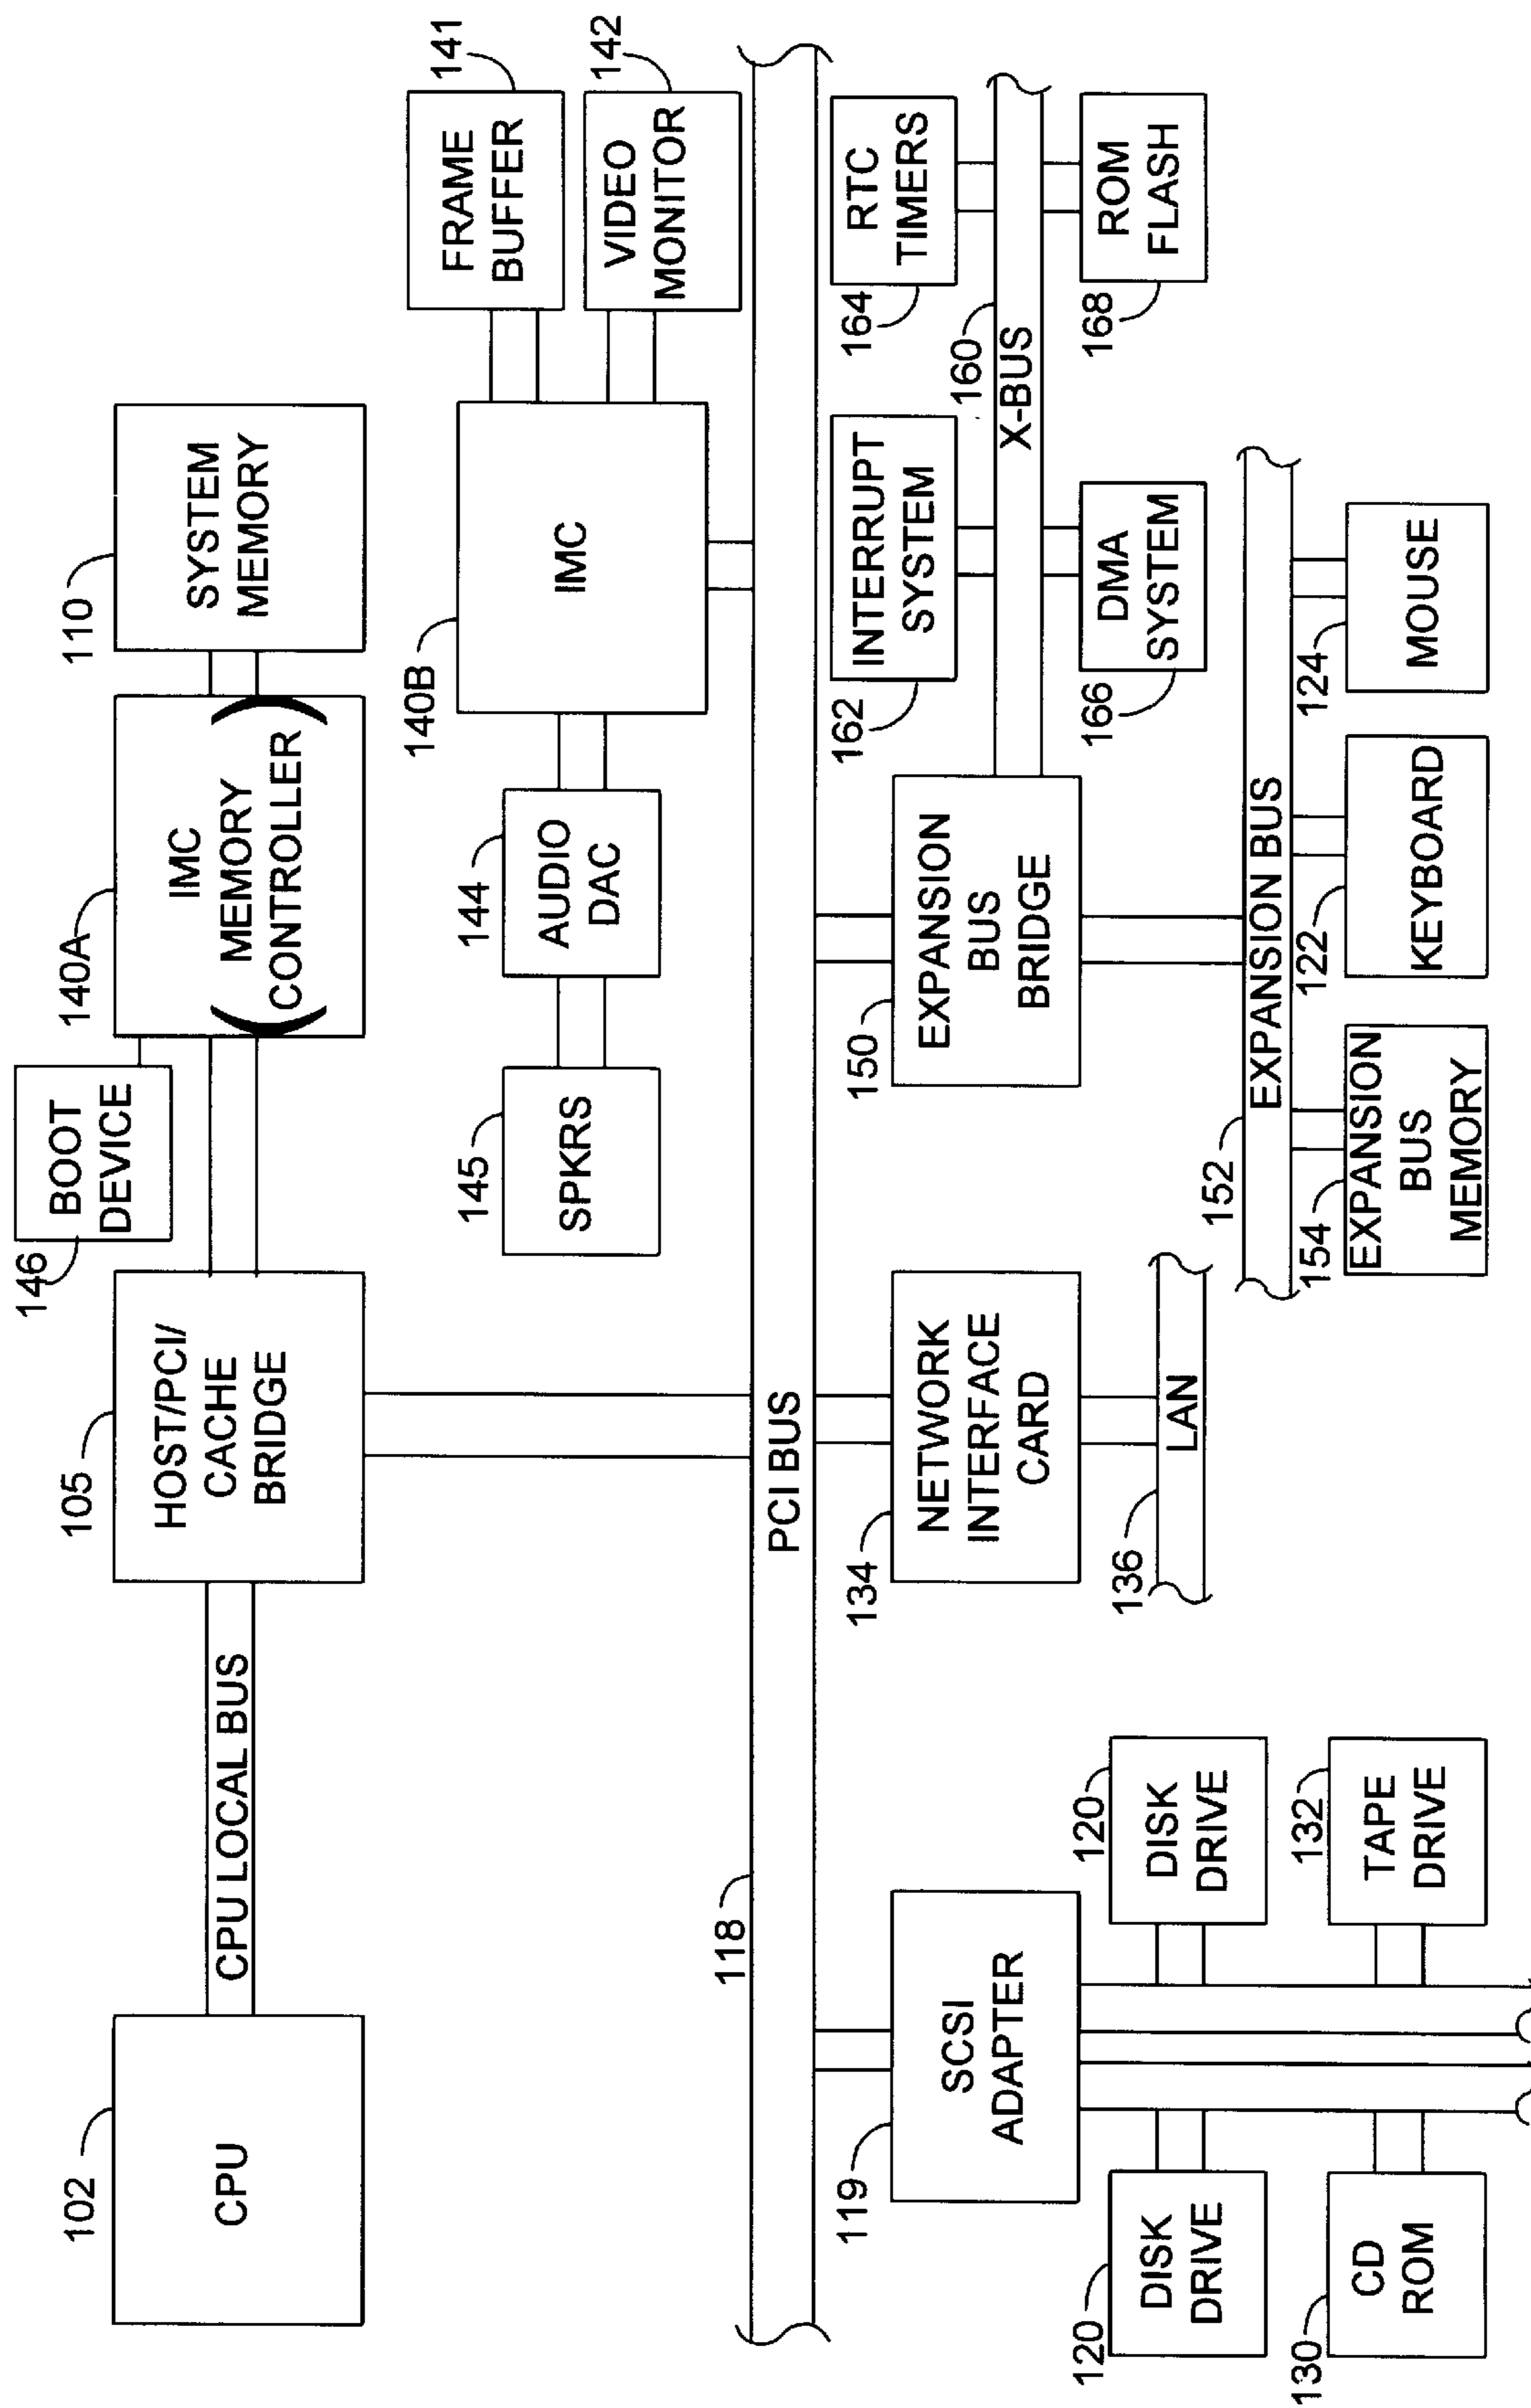 146
BOOT
DEVICE
102
CPU
CPU LOCAL BUS
105
HOST/PCI/
CACHE
BRIDGE
140A
IMC
MEMORY
CONTROLLER
( )
110
SYSTEM
MEMORY
145
SPKRS
144
AUDIO
DAC
140B
IMC
141
FRAME
BUFFER
142
VIDEO
MONITOR
118
PCI BUS
119
SCSI
ADAPTER
134
NETWORK
INTERFACE
CARD
150
EXPANSION
BUS
BRIDGE
162
INTERRUPT
SYSTEM
164
RTC
TIMERS
160
X-BUS
166
DMA
SYSTEM
168
ROM
FLASH
120
DISK
DRIVE
120
DISK
DRIVE
136
LAN
152
EXPANSION BUS
130
CD
ROM
132
TAPE
DRIVE
154
EXPANSION
BUS
MEMORY
122
KEYBOARD
124
MOUSE